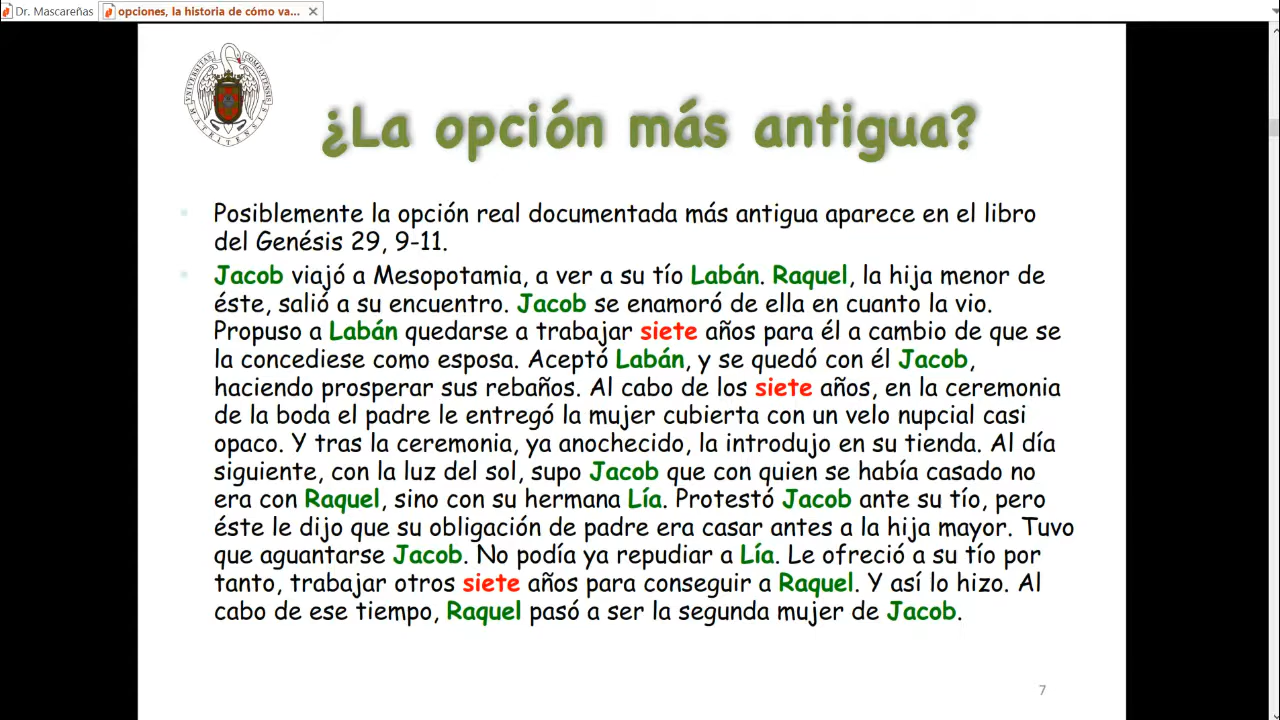 Dr. Mascareñas
opciones, la historia de cómo va...
UNIVERSITAS COMPLUTENSIS
MATRITENSIS
¿La opción más antigua?
Posiblemente la opción real documentada más antigua aparece en el libro
del Genésis 29, 9-11.
Jacob viajó a Mesopotamia, a ver a su tío Labán. Raquel, la hija menor de
éste, salió a su encuentro. Jacob se enamoró de ella en cuanto la vio.
Propuso a Labán quedarse a trabajar siete años para él a cambio de que se
la concediese como esposa. Aceptó Labán, y se quedó con él Jacob,
haciendo prosperar sus rebaños. Al cabo de los siete años, en la ceremonia
de la boda el padre le entregó la mujer cubierta con un velo nupcial casi
opaco. Y tras la ceremonia, ya anochecido, la introdujo en su tienda. Al día
siguiente, con la luz del sol, supo Jacob que con quien se había casado no
era con Raquel, sino con su hermana Lía. Protestó Jacob ante su tío, pero
éste le dijo que su obligación de padre era casar antes a la hija mayor. Tuvo
que aguantarse Jacob. No podía ya repudiar a Lía. Le ofreció a su tío por
tanto, trabajar otros siete años para conseguir a Raquel. Y así lo hizo. Al
cabo de ese tiempo, Raquel pasó a ser la segunda mujer de Jacob.
7